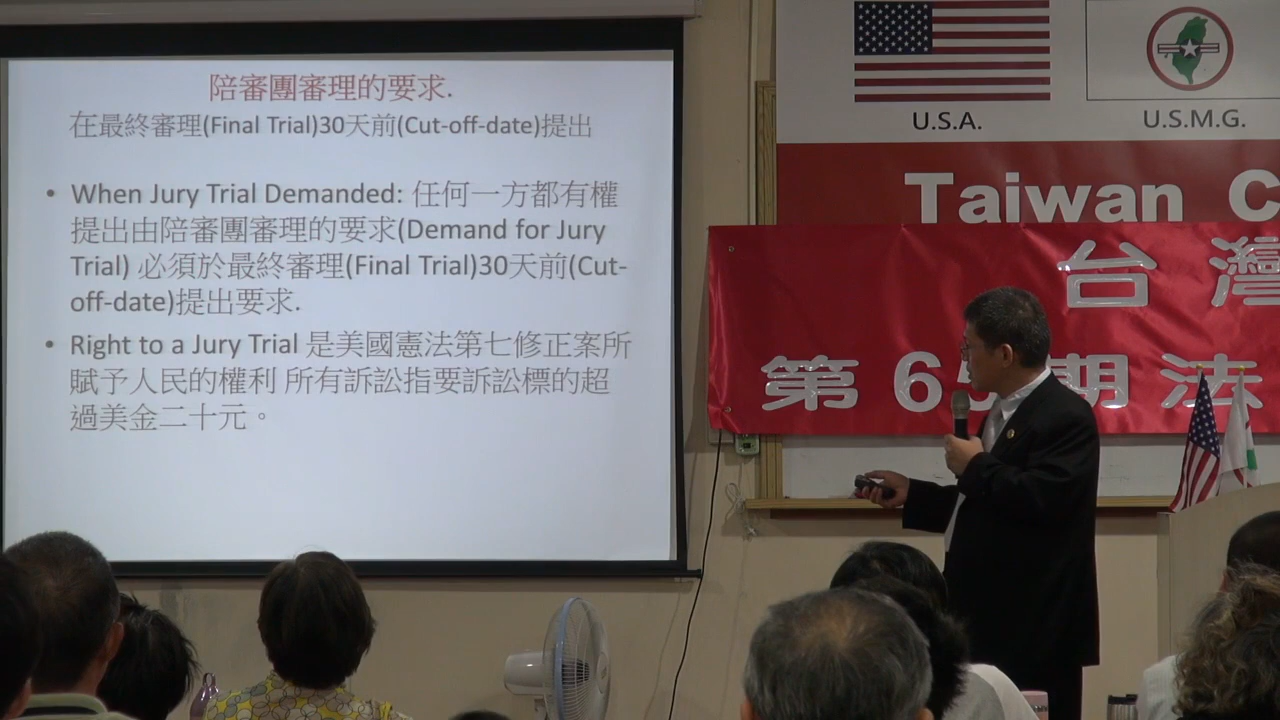 陪審團審理的要求.
在最終審理(Final Trial)30天前(Cut-off-date)提出
• When Jury Trial Demanded: 任何一方都有權
提出由陪審團審理的要求(Demand for Jury
Trial) 必須於最終審理(Final Trial)30天前(Cut-
off-date)提出要求.
• Right to a Jury Trial 是美國憲法第七修正案所
賦予人民的權利 所有訴訟指要訴訟標的超
過美金二十元。
U.S.A.
U.S.M.G.
Taiwan C
台灣
第 65期 法